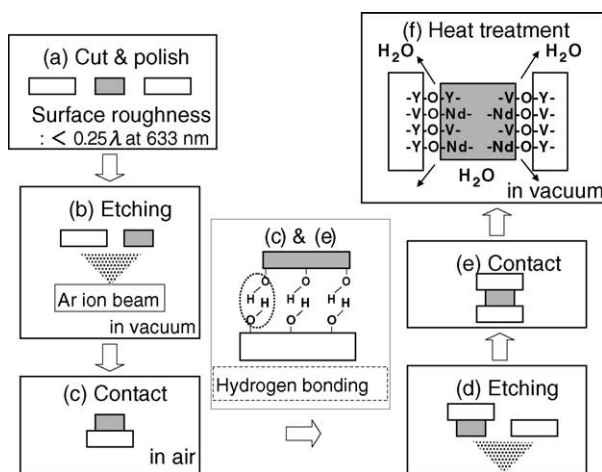 (a) Cut & polish
Surface roughness
: < 0.25λ at 633 nm
(b) Etching
Ar ion beam
in vacuum
(c) Contact
in air
(c) & (e)
O O O
H H H
H H H
O O O
Hydrogen bonding
(d) Etching
(e) Contact
(f) Heat treatment
H2O H2O
-Y-O-Y- -V-O-Y-
-V-O-Nd- -Nd-O-V-
-Y-O-V- -V-O-Y-
-V-O-Nd- -Nd-O-V-
H2O
in vacuum